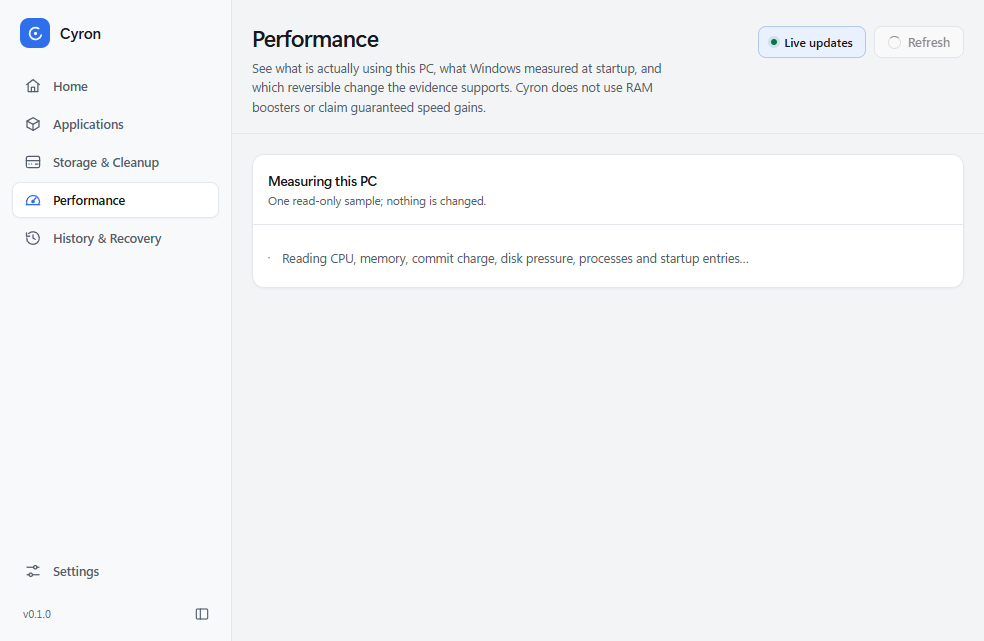 Cyron
Home
Applications
Storage & Cleanup
Performance
History & Recovery
Settings
v0.1.0
Performance
See what is actually using this PC, what Windows measured at startup, and
which reversible change the evidence supports. Cyron does not use RAM
boosters or claim guaranteed speed gains.
Live updates
Refresh
Measuring this PC
One read-only sample; nothing is changed.
Reading CPU, memory, commit charge, disk pressure, processes and startup entries...